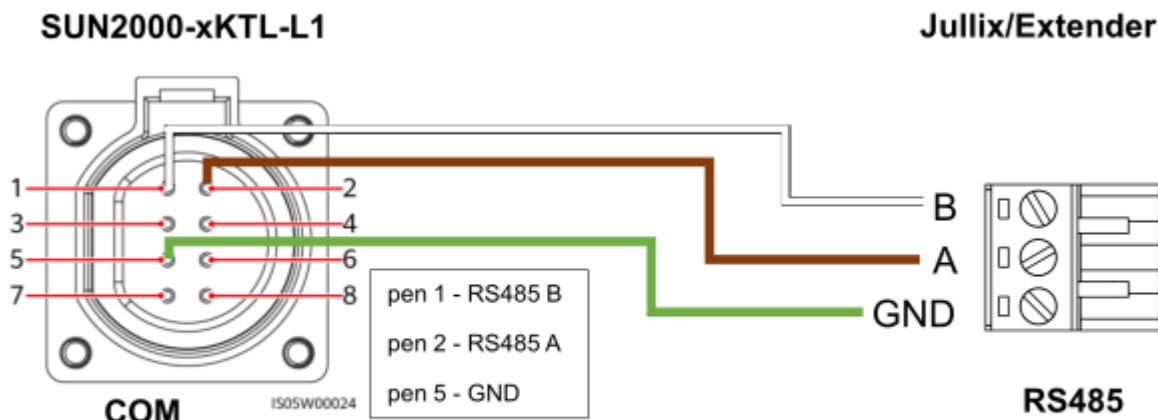 SUN2000-xKTL-L1
Jullix/Extender
1
2
3
4
5
6
7
8
B
A
GND
pen 1 - RS485 B
pen 2 - RS485 A
pen 5 - GND
IS05W00024
COM
RS485